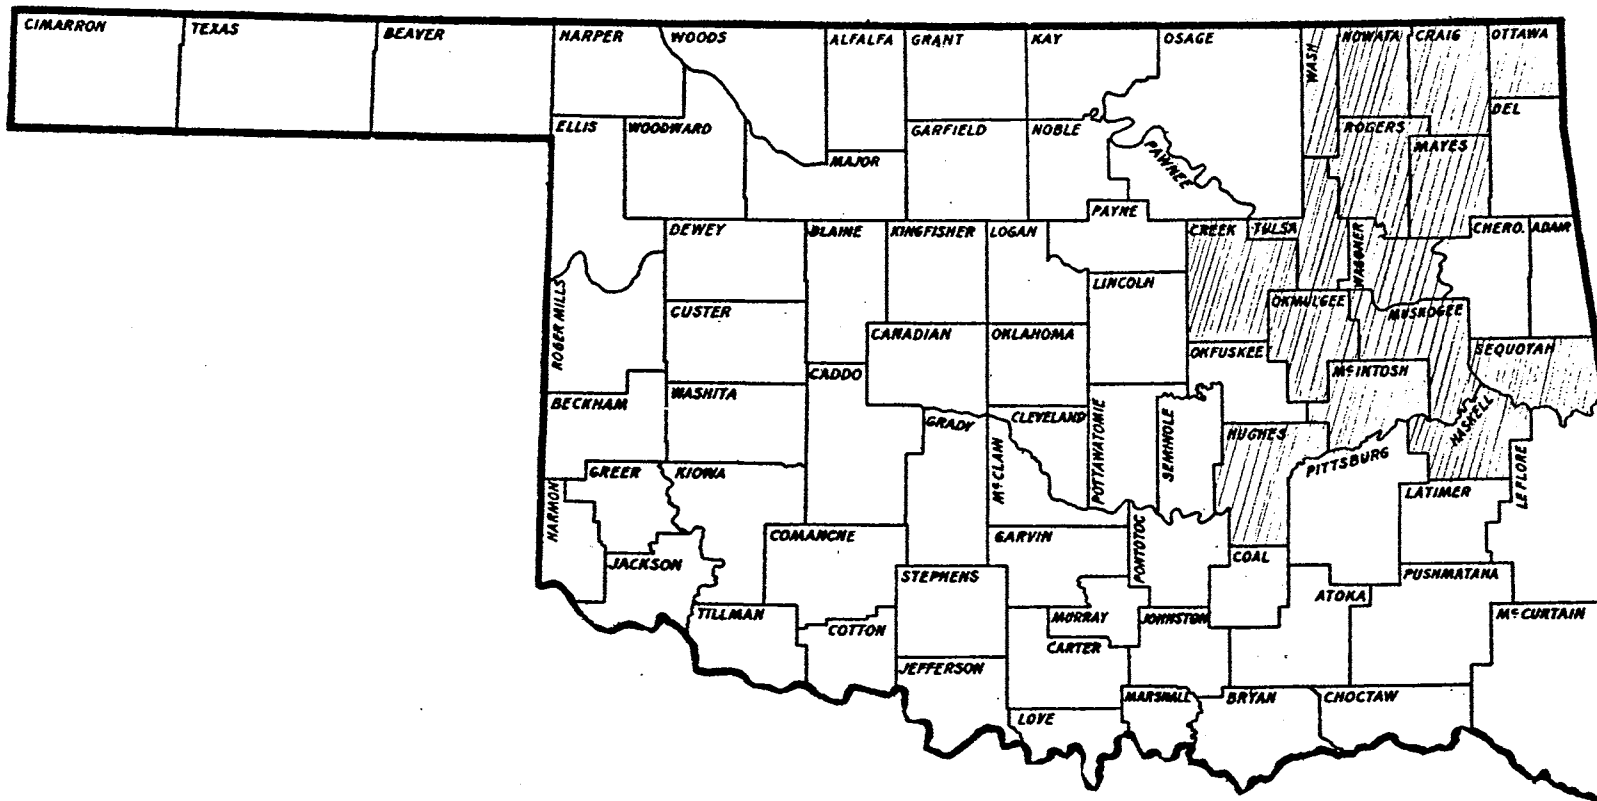 CIMARRON
TEXAS
BEAVER
HARPER
WOODS
ALFALFA
GRANT
KAY
OSAGE
WASH
NOWATA
CRAIG
OTTAWA
DEL
ELLIS
WOODWARD
MAJOR
GARFIELD
NOBLE
PAWNEE
ROGERS
MAYES
PAYNE
DEWEY
BLAINE
KINGFISHER
LOGAN
CREEK
TULSA
WAGONER
CHERO.
ADAIR
ROGER MILLS
CUSTER
CANADIAN
OKLAHOMA
LINCOLN
OKMULGEE
MUSKOGEE
OKFUSKEE
SEQUOYAH
BECKHAM
WASHITA
CADDO
GRADY
CLEVELAND
McCLAIN
POTTAWATOMIE
SEMINOLE
HUGHES
McINTOSH
HASKELL
PITTSBURG
HARMON
GREER
KIOWA
LATIMER
LE FLORE
JACKSON
COMANCHE
STEPHENS
GARVIN
PONTOTOC
COAL
ATOKA
PUSHMATAHA
McCURTAIN
TILLMAN
COTTON
MURRAY
JOHNSTON
CARTER
JEFFERSON
LOVE
MARSHALL
BRYAN
CHOCTAW